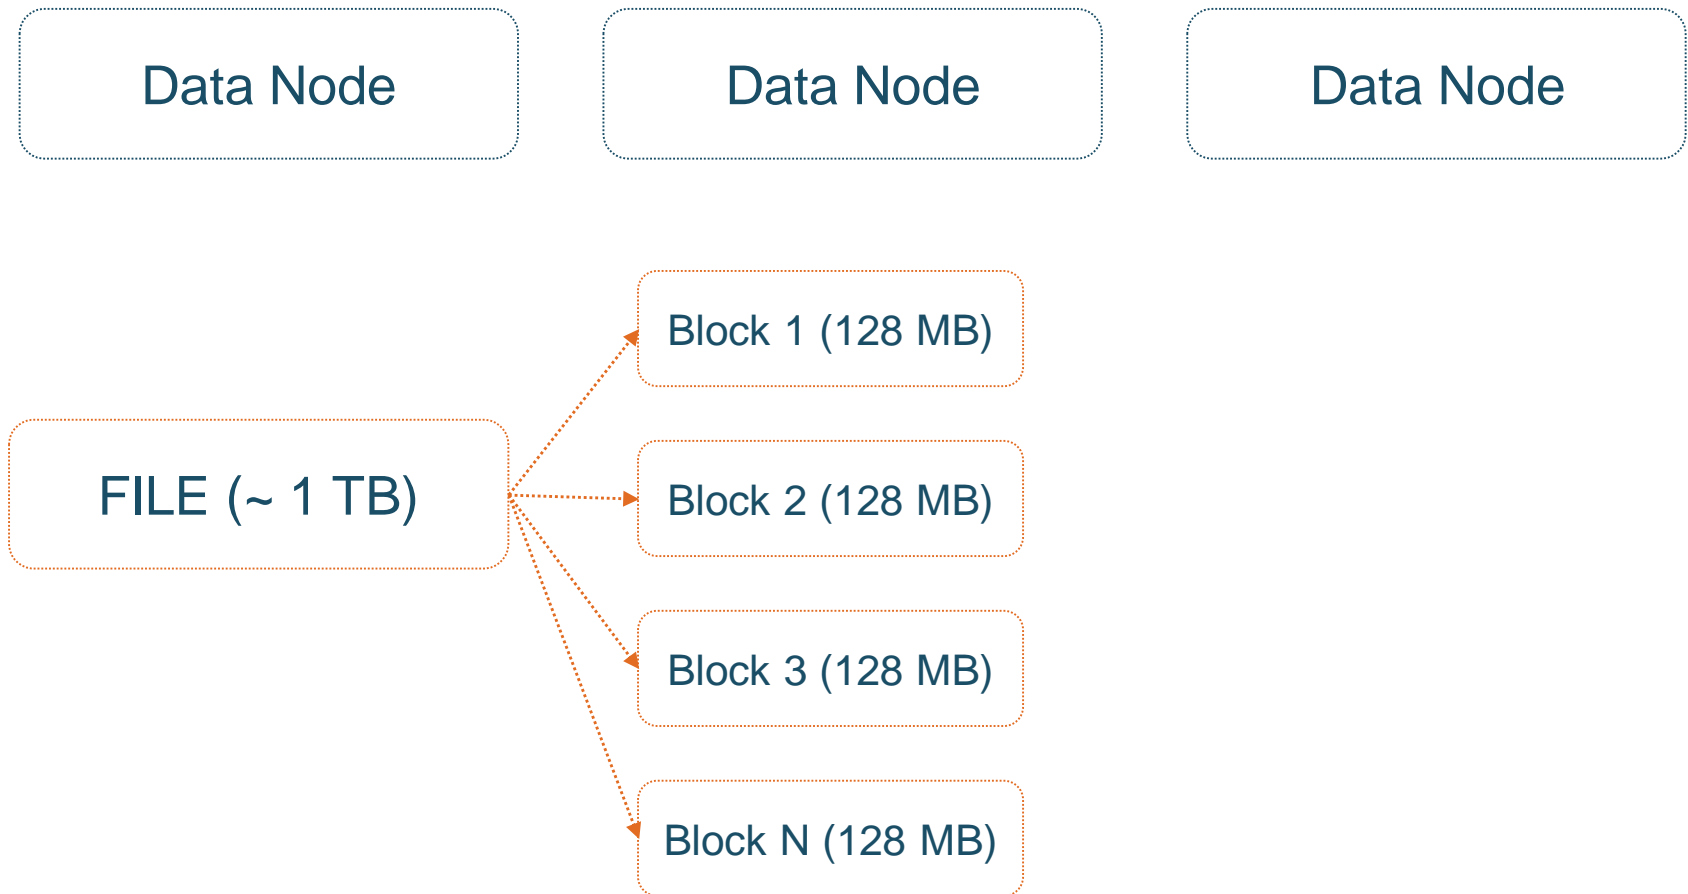 Data Node
Data Node
Data Node
Block 1 (128 MB)
FILE (~ 1 TB)
Block 2 (128 MB)
Block 3 (128 MB)
Block N (128 MB)